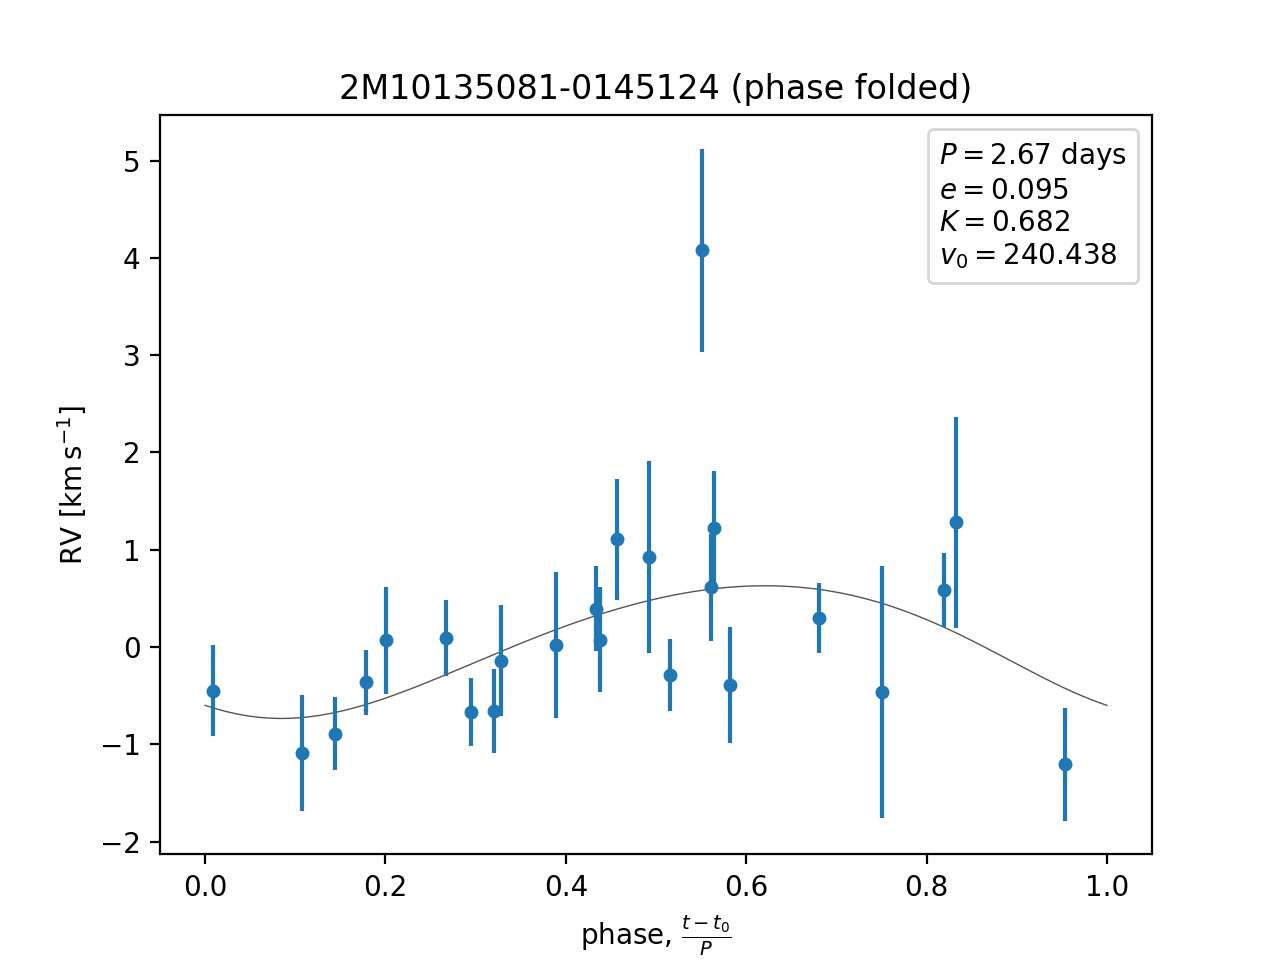 2M10135081-0145124 (phase folded)
P = 2.67 days
e = 0.095
K = 0.682
v₀ = 240.438
5
4
3
2
1
0
−1
−2
RV [km s⁻¹]
0.0 0.2 0.4 0.6 0.8 1.0
phase, (t − t₀)/P